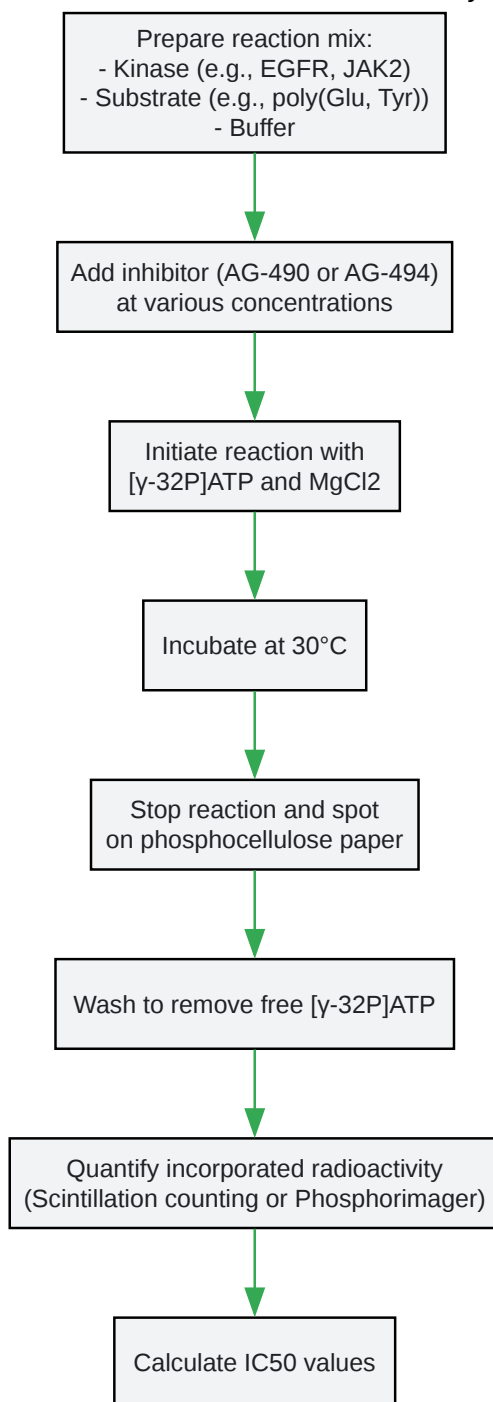 Prepare reaction mix:
- Kinase (e.g., EGFR, JAK2)
- Substrate (e.g., poly(Glu, Tyr))
- Buffer
Add inhibitor (AG-490 or AG-494)
at various concentrations
Initiate reaction with
[γ-32P]ATP and MgCl2
Incubate at 30°C
Stop reaction and spot
on phosphocellulose paper
Wash to remove free [γ-32P]ATP
Quantify incorporated radioactivity
(Scintillation counting or Phosphorimager)
Calculate IC50 values